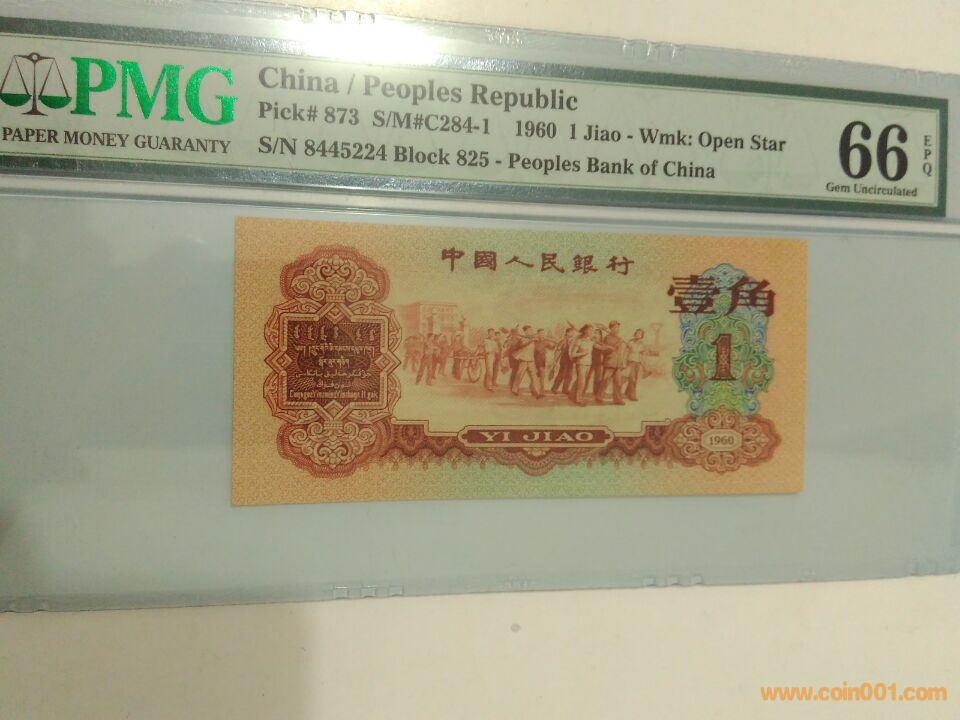 PMG
PAPER MONEY GUARANTY
China / Peoples Republic
Pick# 873 S/M#C284-1 1960 1 Jiao - Wmk: Open Star
S/N 8445224 Block 825 - Peoples Bank of China
66
EPQ
Gem Uncirculated
中國人民銀行
壹角
1
YI JIAO
1960
www.coin001.com